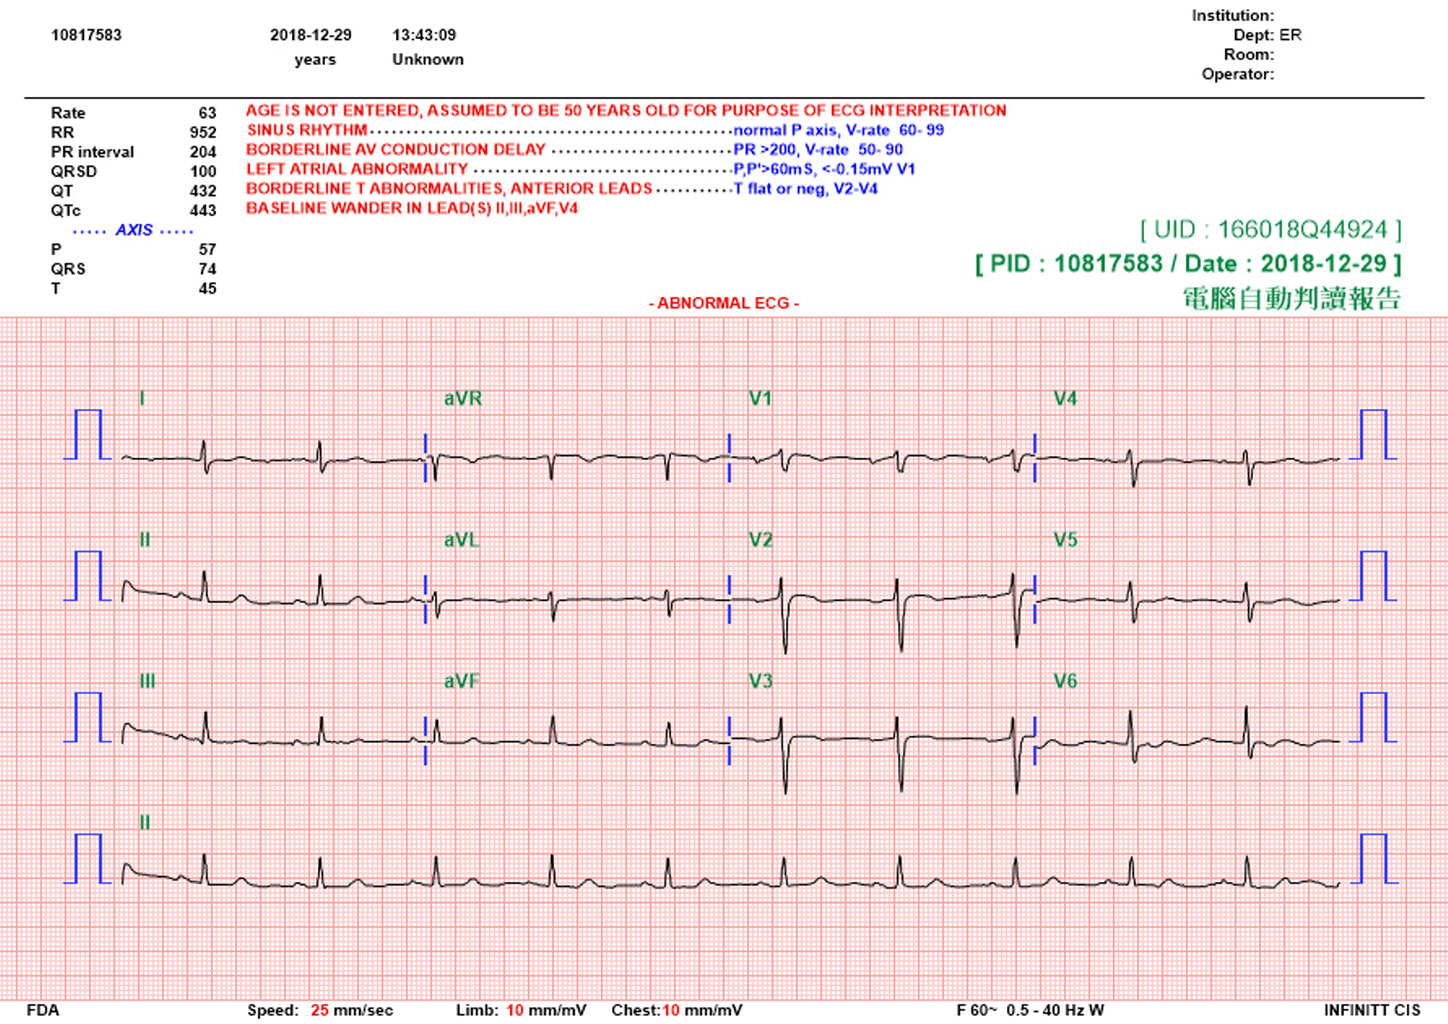 Institution:
10817583 2018-12-29 13:43:09 Dept: ER
years Unknown Room:
Operator:
Rate 63 AGE IS NOT ENTERED, ASSUMED TO BE 50 YEARS OLD FOR PURPOSE OF ECG INTERPRETATION
RR 952 SINUS RHYTHM normal P axis, V-rate 60- 99
PR interval 204 BORDERLINE AV CONDUCTION DELAY PR >200, V-rate 50- 90
QRSD 100 LEFT ATRIAL ABNORMALITY P,P'>60mS, <-0.15mV V1
QT 432 BORDERLINE T ABNORMALITIES, ANTERIOR LEADS T flat or neg, V2-V4
QTc 443 BASELINE WANDER IN LEAD(S) II,III,aVF,V4
····· AXIS ·····
[ UID : 166018Q44924 ]
P 57
[ PID : 10817583 / Date : 2018-12-29 ]
QRS 74
T 45
電腦自動判讀報告
- ABNORMAL ECG -
I aVR V1 V4
II aVL V2 V5
III aVF V3 V6
II
FDA Speed: 25 mm/sec Limb: 10 mm/mV Chest:10 mm/mV F 60~ 0.5 - 40 Hz W INFINITT CIS